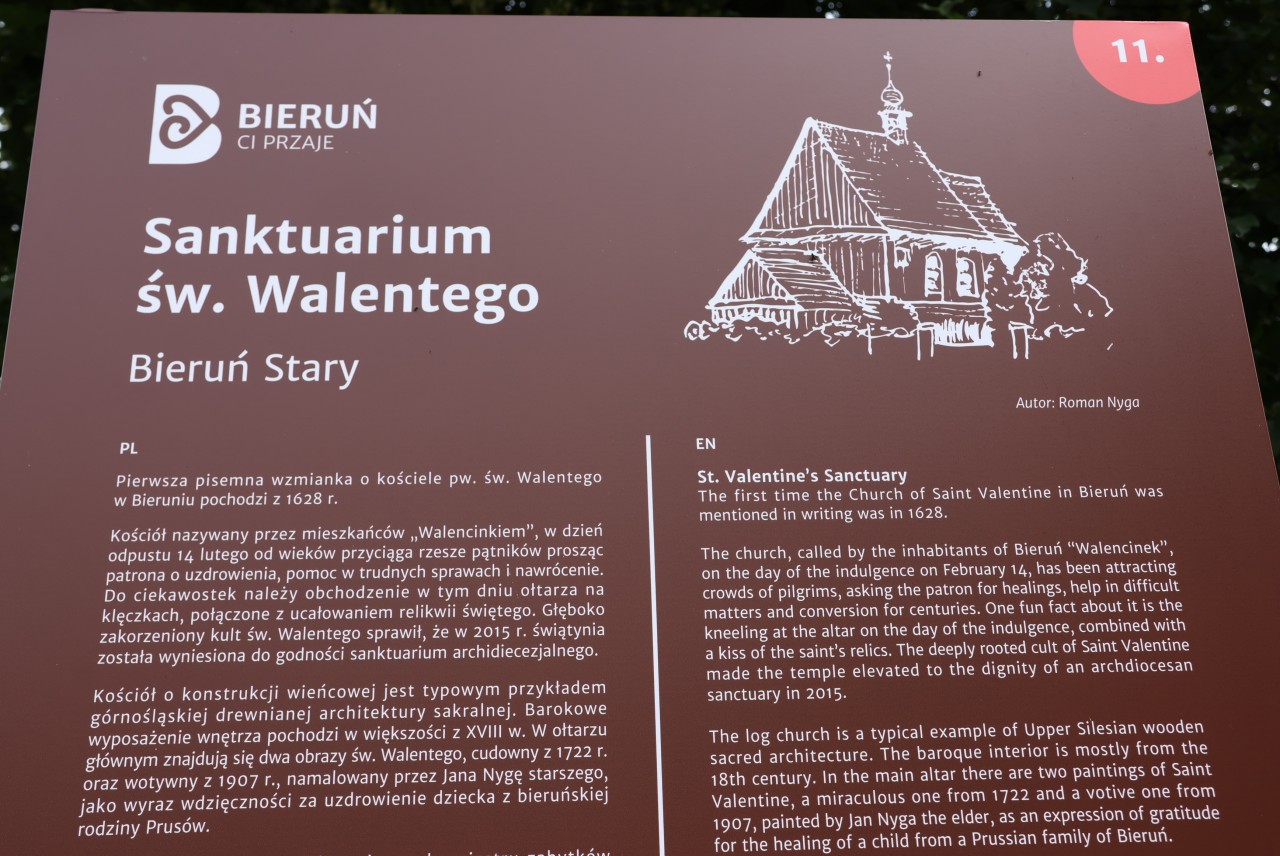 11.
BIERUŃ
CI PRZAJE
Sanktuarium
św. Walentego
Bieruń Stary
Autor: Roman Nyga
PL
Pierwsza pisemna wzmianka o kościele pw. św. Walentego
w Bieruniu pochodzi z 1628 r.
Kościół nazywany przez mieszkańców „Walencinkiem”, w dzień
odpustu 14 lutego od wieków przyciąga rzesze pątników prosząc
patrona o uzdrowienia, pomoc w trudnych sprawach i nawrócenie.
Do ciekawostek należy obchodzenie w tym dniu ołtarza na
klęczkach, połączone z ucałowaniem relikwii świętego. Głęboko
zakorzeniony kult św. Walentego sprawił, że w 2015 r. świątynia
została wyniesiona do godności sanktuarium archidiecezjalnego.
Kościół o konstrukcji wieńcowej jest typowym przykładem
górnośląskiej drewnianej architektury sakralnej. Barokowe
wyposażenie wnętrza pochodzi w większości z XVIII w. W ołtarzu
głównym znajdują się dwa obrazy św. Walentego, cudowny z 1722 r.
oraz wotywny z 1907 r., namalowany przez Jana Nygę starszego,
jako wyraz wdzięczności za uzdrowienie dziecka z bieruńskiej
rodziny Prusów.
zabytków
EN
St. Valentine's Sanctuary
The first time the Church of Saint Valentine in Bieruń was
mentioned in writing was in 1628.
The church, called by the inhabitants of Bieruń “Walencinek”,
on the day of the indulgence on February 14, has been attracting
crowds of pilgrims, asking the patron for healings, help in difficult
matters and conversion for centuries. One fun fact about it is the
kneeling at the altar on the day of the indulgence, combined with
a kiss of the saint's relics. The deeply rooted cult of Saint Valentine
made the temple elevated to the dignity of an archdiocesan
sanctuary in 2015.
The log church is a typical example of Upper Silesian wooden
sacred architecture. The baroque interior is mostly from the
18th century. In the main altar there are two paintings of Saint
Valentine, a miraculous one from 1722 and a votive one from
1907, painted by Jan Nyga the elder, as an expression of gratitude
for the healing of a child from a Prussian family of Bieruń.